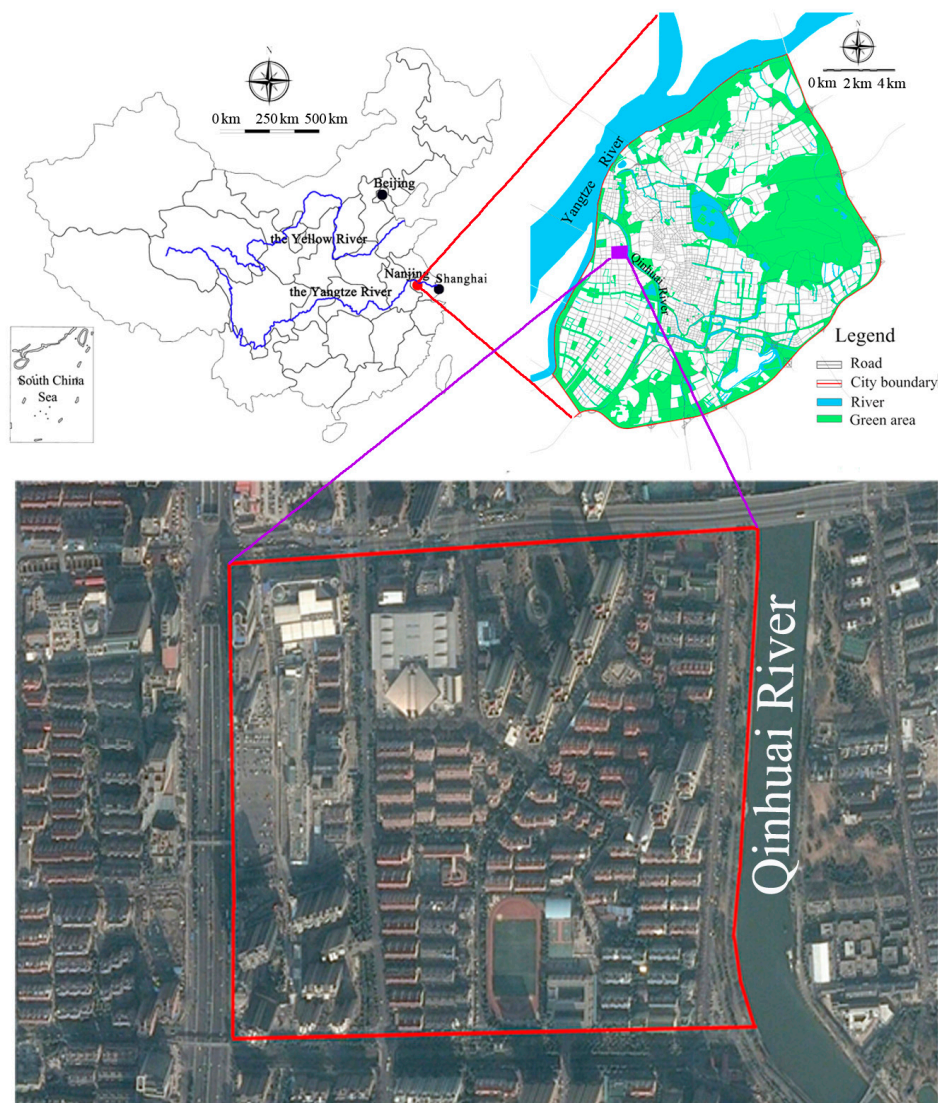 N
0 km 250 km 500 km
Beijing
the Yellow River
Nanjing
Shanghai
the Yangtze River
South China
Sea
N
0 km 2 km 4 km
Yangtze River
Qinhuai River
Legend
Road
City boundary
River
Green area
Qinhuai River